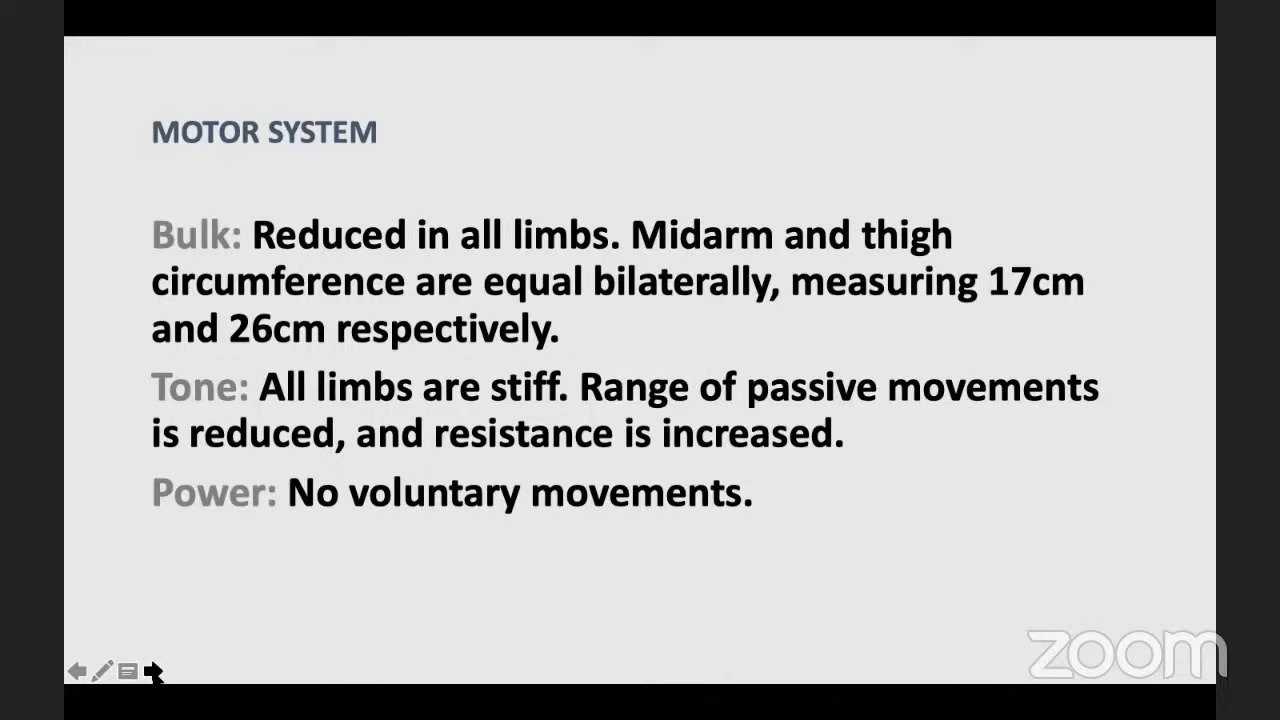 MOTOR SYSTEM
Bulk: Reduced in all limbs. Midarm and thigh
circumference are equal bilaterally, measuring 17cm
and 26cm respectively.
Tone: All limbs are stiff. Range of passive movements
is reduced, and resistance is increased.
Power: No voluntary movements.
zoom